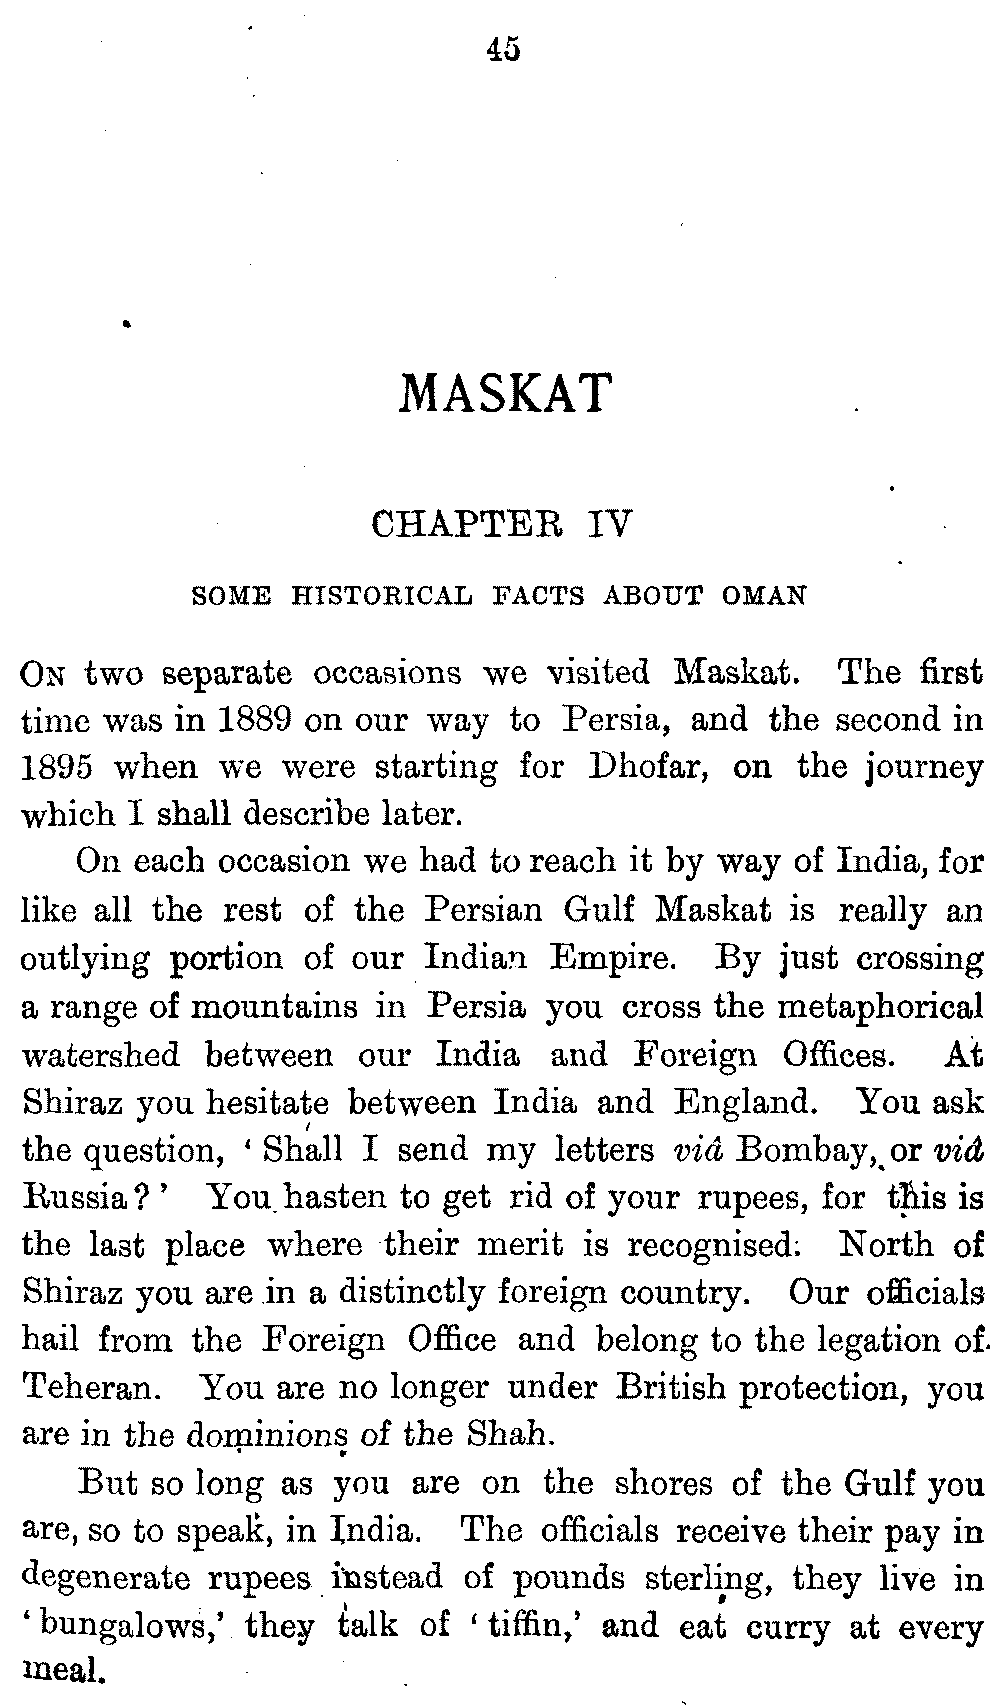 45
MASKAT
CHAPTER IV
SOME HISTORICAL FACTS ABOUT OMAN
ON two separate occasions we visited Maskat. The first
time was in 1889 on our way to Persia, and the second in
1895 when we were starting for Dhofar, on the journey
which I shall describe later.
On each occasion we had to reach it by way of India, for
like all the rest of the Persian Gulf Maskat is really an
outlying portion of our Indian Empire. By just crossing
a range of mountains in Persia you cross the metaphorical
watershed between our India and Foreign Offices. At
Shiraz you hesitate between India and England. You ask
the question, ‘Shall I send my letters viâ Bombay, or viâ
Russia?’ You hasten to get rid of your rupees, for this is
the last place where their merit is recognised. North of
Shiraz you are in a distinctly foreign country. Our officials
hail from the Foreign Office and belong to the legation of
Teheran. You are no longer under British protection, you
are in the dominions of the Shah.
But so long as you are on the shores of the Gulf you
are, so to speak, in India. The officials receive their pay in
degenerate rupees instead of pounds sterling, they live in
‘bungalows,’ they talk of ‘tiffin,’ and eat curry at every
meal.